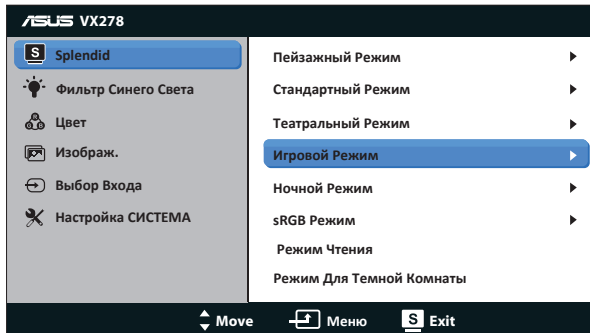 ASUS VX278
S Splendid
Фильтр Синего Света
Цвет
Изображ.
Выбор Входа
Настройка СИСТЕМА
Пейзажный Режим
Стандартный Режим
Театральный Режим
Игровой Режим
Ночной Режим
sRGB Режим
Режим Чтения
Режим Для Темной Комнаты
Move Меню S Exit